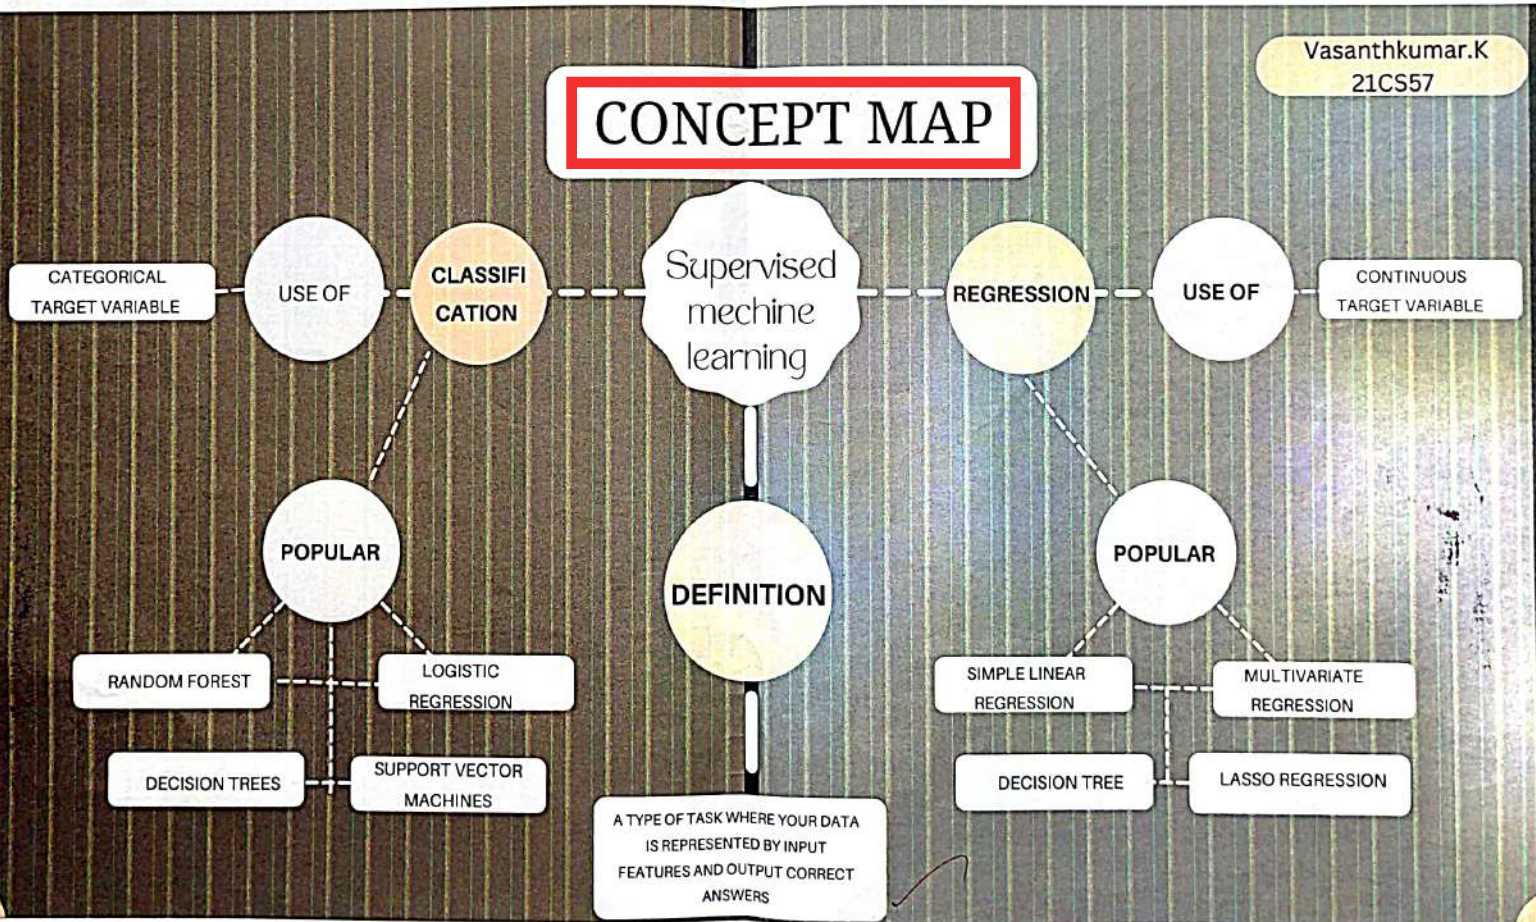 Vasanthkumar.K
21CS57
CONCEPT MAP
Supervised
mechine
learning
CLASSIFI
CATION
USE OF
CATEGORICAL
TARGET VARIABLE
REGRESSION
USE OF
CONTINUOUS
TARGET VARIABLE
POPULAR
RANDOM FOREST
LOGISTIC
REGRESSION
DECISION TREES
SUPPORT VECTOR
MACHINES
DEFINITION
A TYPE OF TASK WHERE YOUR DATA
IS REPRESENTED BY INPUT
FEATURES AND OUTPUT CORRECT
ANSWERS
POPULAR
SIMPLE LINEAR
REGRESSION
MULTIVARIATE
REGRESSION
DECISION TREE
LASSO REGRESSION